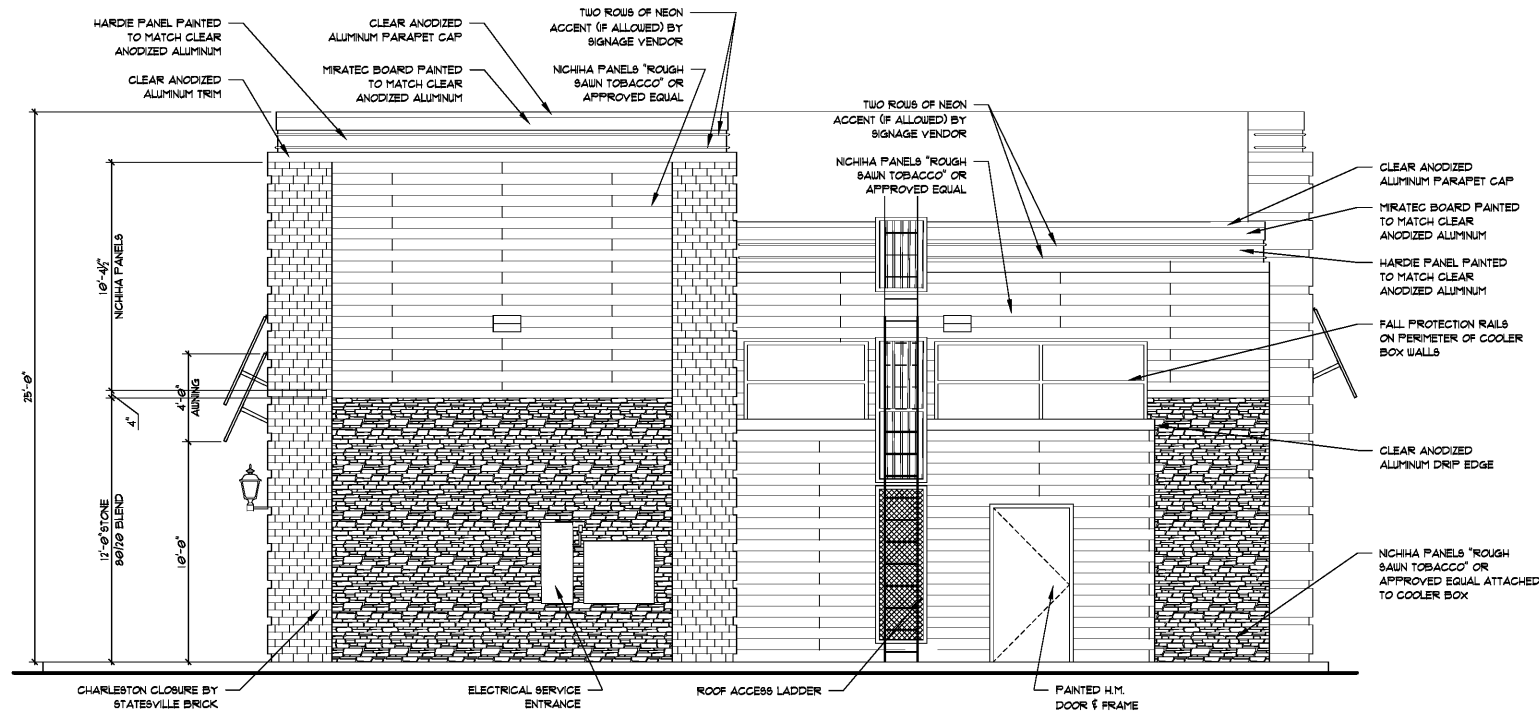 HARDIE PANEL PAINTED
TO MATCH CLEAR
ANODIZED ALUMINUM
CLEAR ANODIZED
ALUMINUM TRIM
CLEAR ANODIZED
ALUMINUM PARAPET CAP
MIRATEC BOARD PAINTED
TO MATCH CLEAR
ANODIZED ALUMINUM
TWO ROWS OF NEON
ACCENT (IF ALLOWED) BY
SIGNAGE VENDOR
NICHIHA PANELS "ROUGH
SAWN TOBACCO" OR
APPROVED EQUAL
TWO ROWS OF NEON
ACCENT (IF ALLOWED) BY
SIGNAGE VENDOR
NICHIHA PANELS "ROUGH
SAWN TOBACCO" OR
APPROVED EQUAL
CLEAR ANODIZED
ALUMINUM PARAPET CAP
MIRATEC BOARD PAINTED
TO MATCH CLEAR
ANODIZED ALUMINUM
HARDIE PANEL PAINTED
TO MATCH CLEAR
ANODIZED ALUMINUM
FALL PROTECTION RAILS
ON PERIMETER OF COOLER
BOX WALLS
CLEAR ANODIZED
ALUMINUM DRIP EDGE
NICHIHA PANELS "ROUGH
SAWN TOBACCO" OR
APPROVED EQUAL ATTACHED
TO COOLER BOX
25'-0"
10'-4½"
NICHIHA PANELS
4"
4'-0"
AWNING
12'-0" STONE
80/20 BLEND
10'-0"
CHARLESTON CLOSURE BY
STATESVILLE BRICK
ELECTRICAL SERVICE
ENTRANCE
ROOF ACCESS LADDER
PAINTED H.M.
DOOR & FRAME